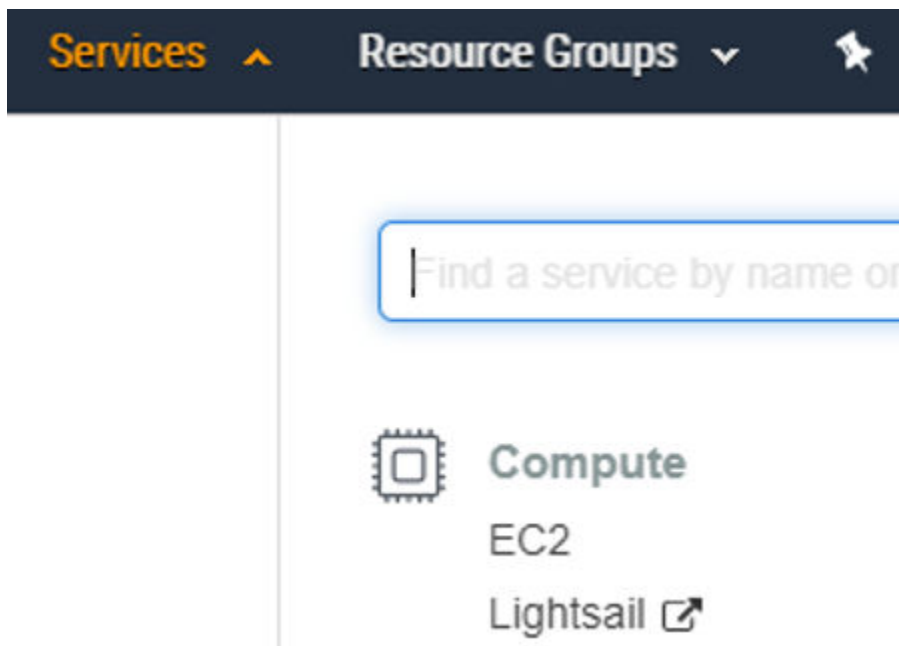 Services Resource Groups
Find a service by name or
Compute
EC2
Lightsail